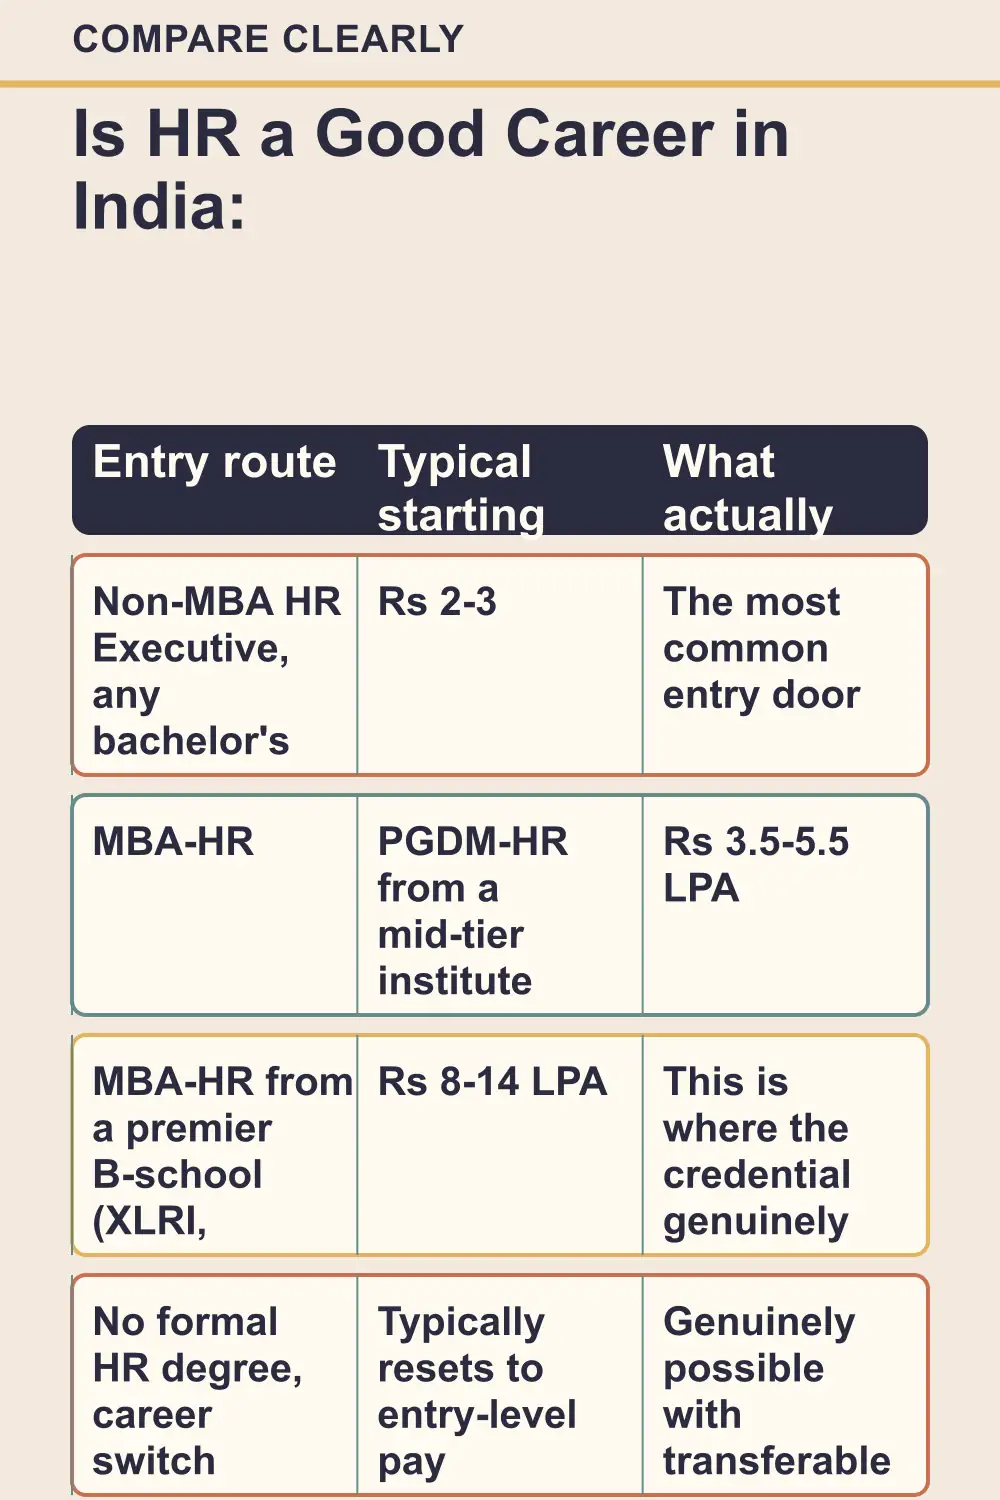 COMPARE CLEARLY
Is HR a Good Career in
India:
Entry route
Typical
starting
What
actually
Non-MBA HR
Executive,
any
bachelor's
Rs 2-3
The most
common
entry door
MBA-HR
PGDM-HR
from a
mid-tier
institute
Rs 3.5-5.5
LPA
MBA-HR from
a premier
B-school
(XLRI,
Rs 8-14 LPA
This is
where the
credential
genuinely
No formal
HR degree,
career
switch
Typically
resets to
entry-level
pay
Genuinely
possible
with
transferable